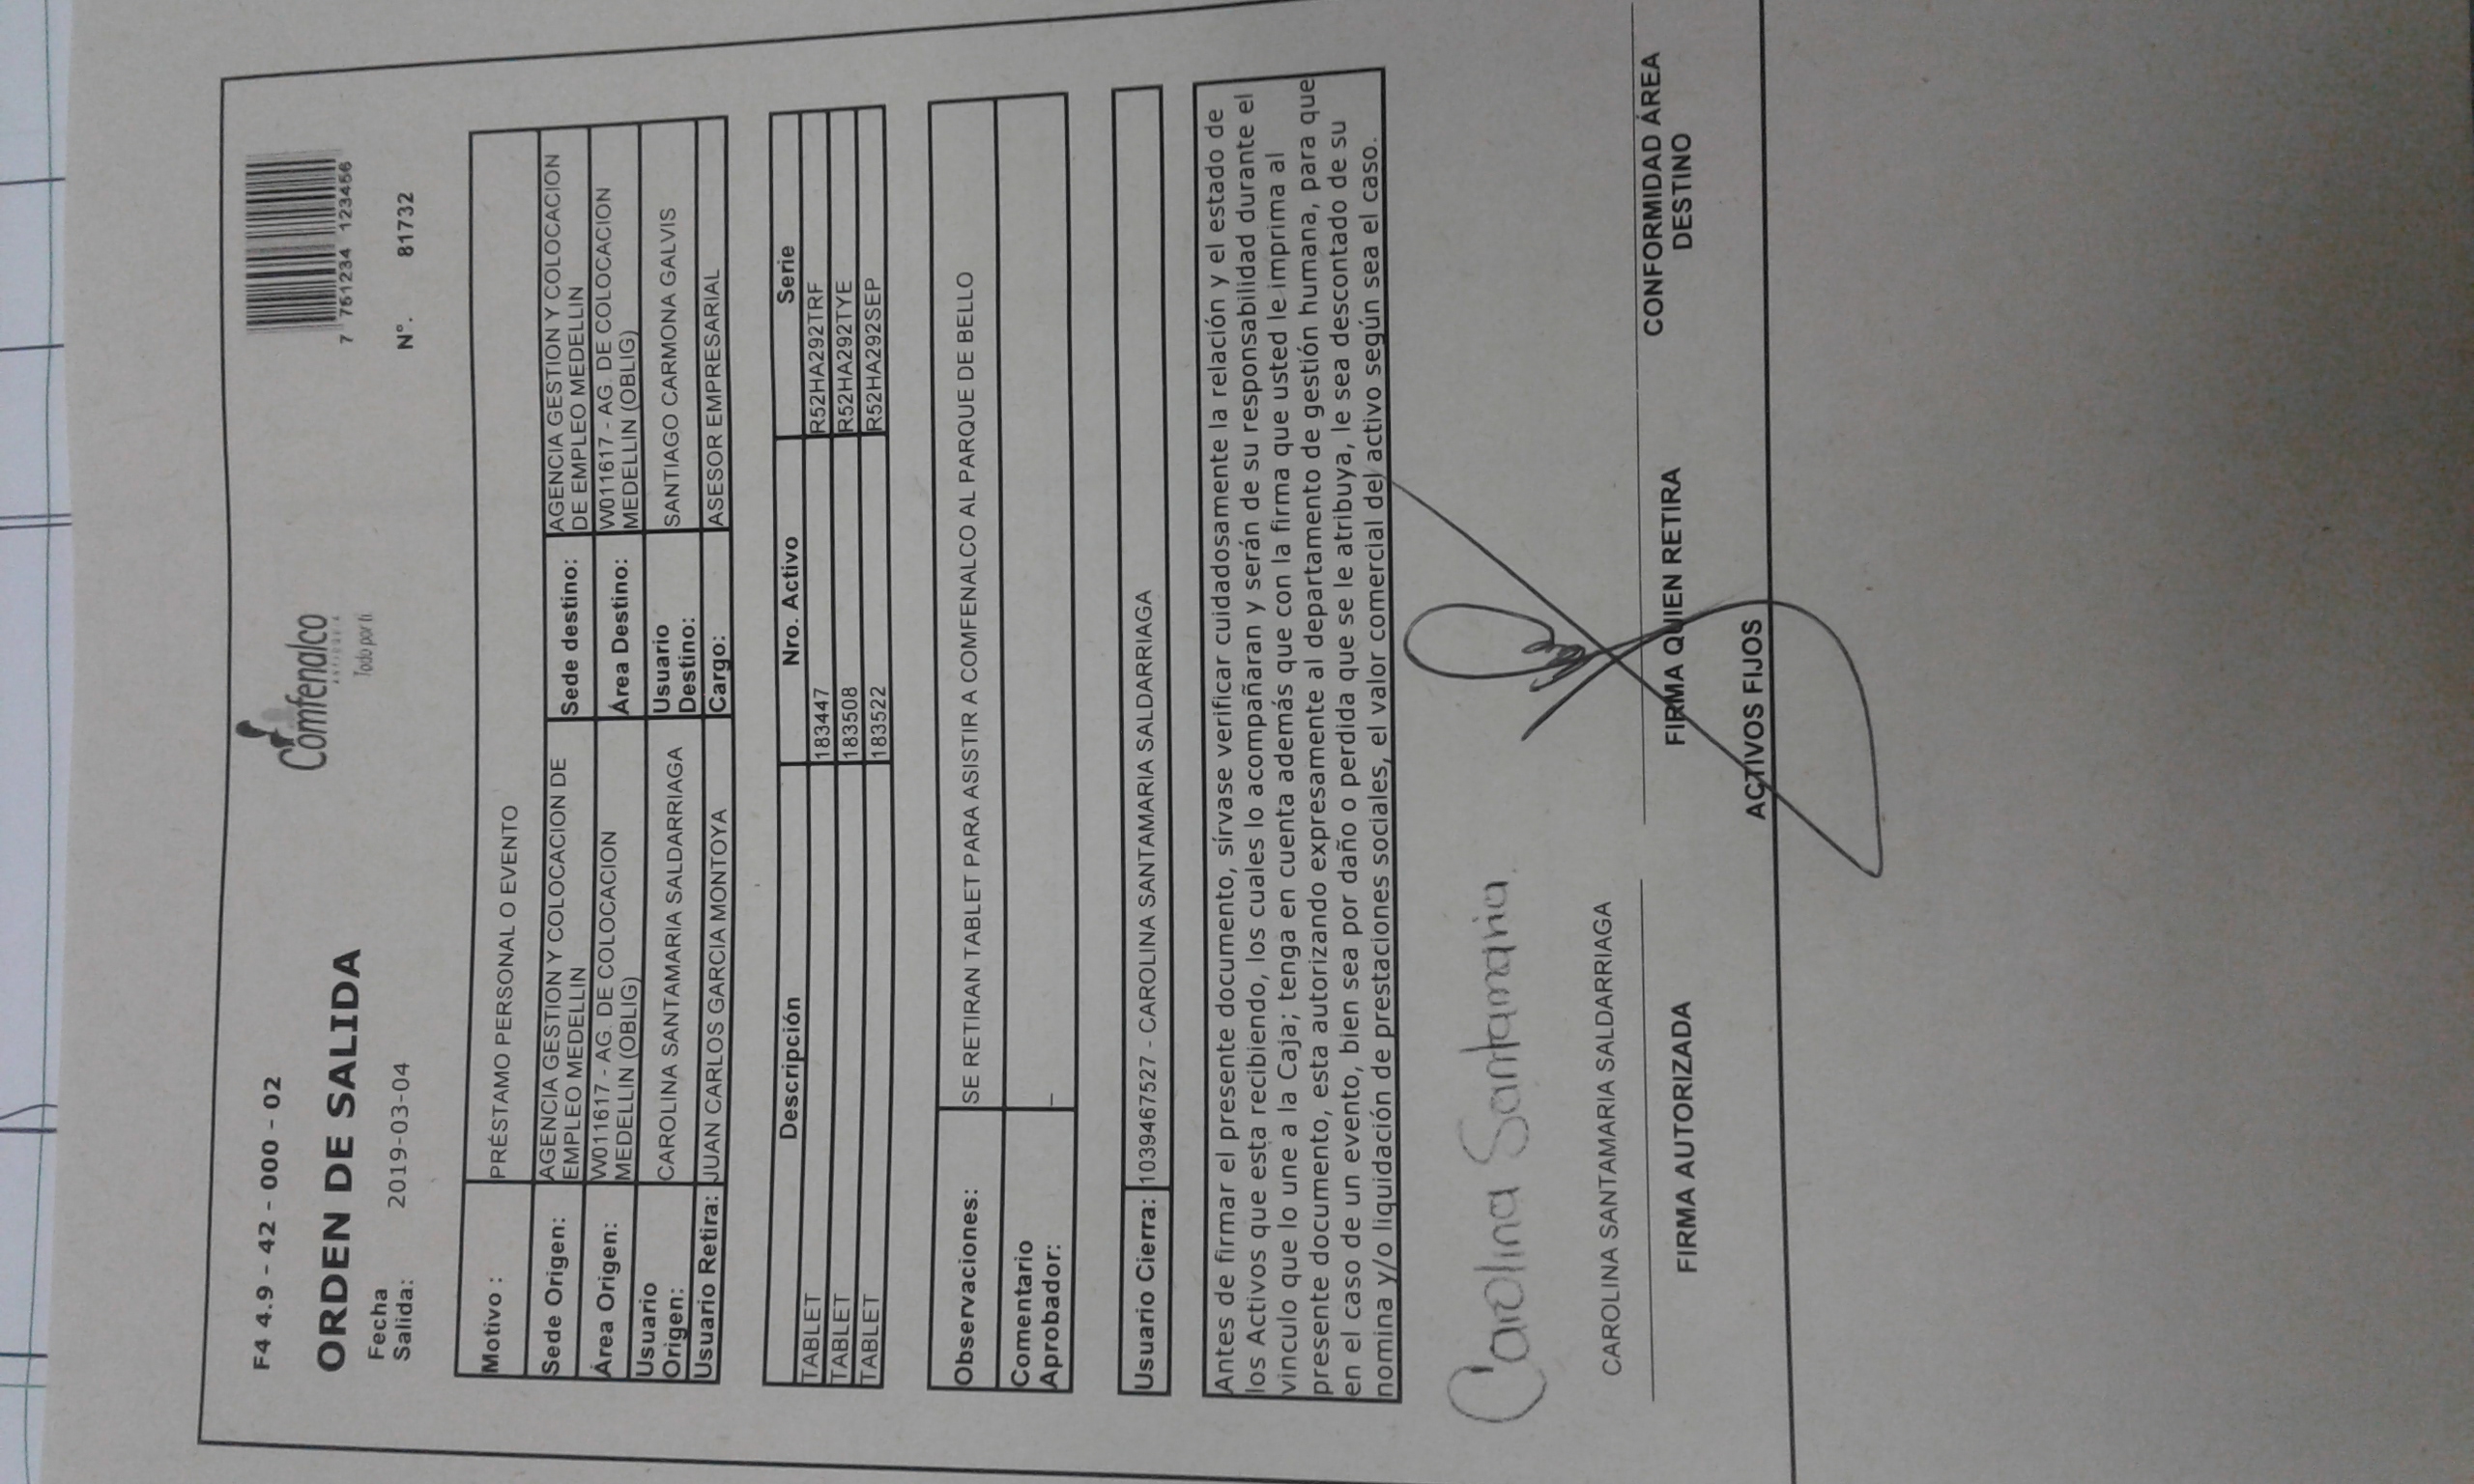 F4 4.9 - 42 - 000 - 02
Comfenalco
ANTIOQUIA
Todo por ti
7 751234 123456
ORDEN DE SALIDA
Fecha
Salida: 2019-03-04
N°. 81732
Motivo : PRÉSTAMO PERSONAL O EVENTO
Sede Origen: AGENCIA GESTION Y COLOCACION DE
EMPLEO MEDELLIN
Sede destino: AGENCIA GESTION Y COLOCACION
DE EMPLEO MEDELLIN
Área Origen: W011617 - AG. DE COLOCACION
MEDELLIN (OBLIG)
Área Destino: W011617 - AG. DE COLOCACION
MEDELLIN (OBLIG)
Usuario
Origen: CAROLINA SANTAMARIA SALDARRIAGA
Usuario
Destino: SANTIAGO CARMONA GALVIS
Usuario Retira: JUAN CARLOS GARCIA MONTOYA Cargo: ASESOR EMPRESARIAL
Descripción Nro. Activo Serie
TABLET 183447 R52HA292TRF
TABLET 183508 R52HA292TYE
TABLET 183522 R52HA292SEP
Observaciones: SE RETIRAN TABLET PARA ASISTIR A COMFENALCO AL PARQUE DE BELLO
Comentario
Aprobador: _
Usuario Cierra: 1039467527 - CAROLINA SANTAMARIA SALDARRIAGA
Antes de firmar el presente documento, sírvase verificar cuidadosamente la relación y el estado de
los Activos que esta recibiendo, los cuales lo acompañaran y serán de su responsabilidad durante el
vinculo que lo une a la Caja; tenga en cuenta además que con la firma que usted le imprima al
presente documento, esta autorizando expresamente al departamento de gestión humana, para que
en el caso de un evento, bien sea por daño o perdida que se le atribuya, le sea descontado de su
nomina y/o liquidación de prestaciones sociales, el valor comercial del activo según sea el caso.
Carolina Santamaria
CAROLINA SANTAMARIA SALDARRIAGA
FIRMA AUTORIZADA
FIRMA QUIEN RETIRA
CONFORMIDAD ÁREA
DESTINO
ACTIVOS FIJOS